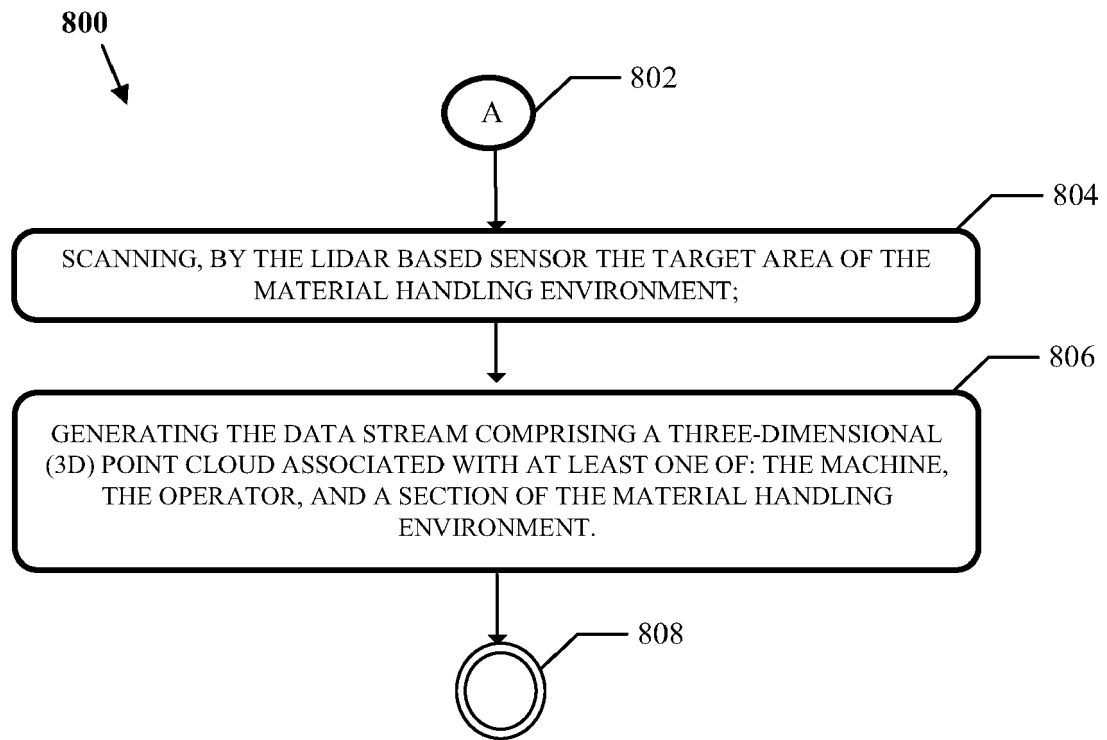 800
802
A
804
SCANNING, BY THE LIDAR BASED SENSOR THE TARGET AREA OF THE
MATERIAL HANDLING ENVIRONMENT;
806
GENERATING THE DATA STREAM COMPRISING A THREE-DIMENSIONAL
(3D) POINT CLOUD ASSOCIATED WITH AT LEAST ONE OF: THE MACHINE,
THE OPERATOR, AND A SECTION OF THE MATERIAL HANDLING
ENVIRONMENT.
808